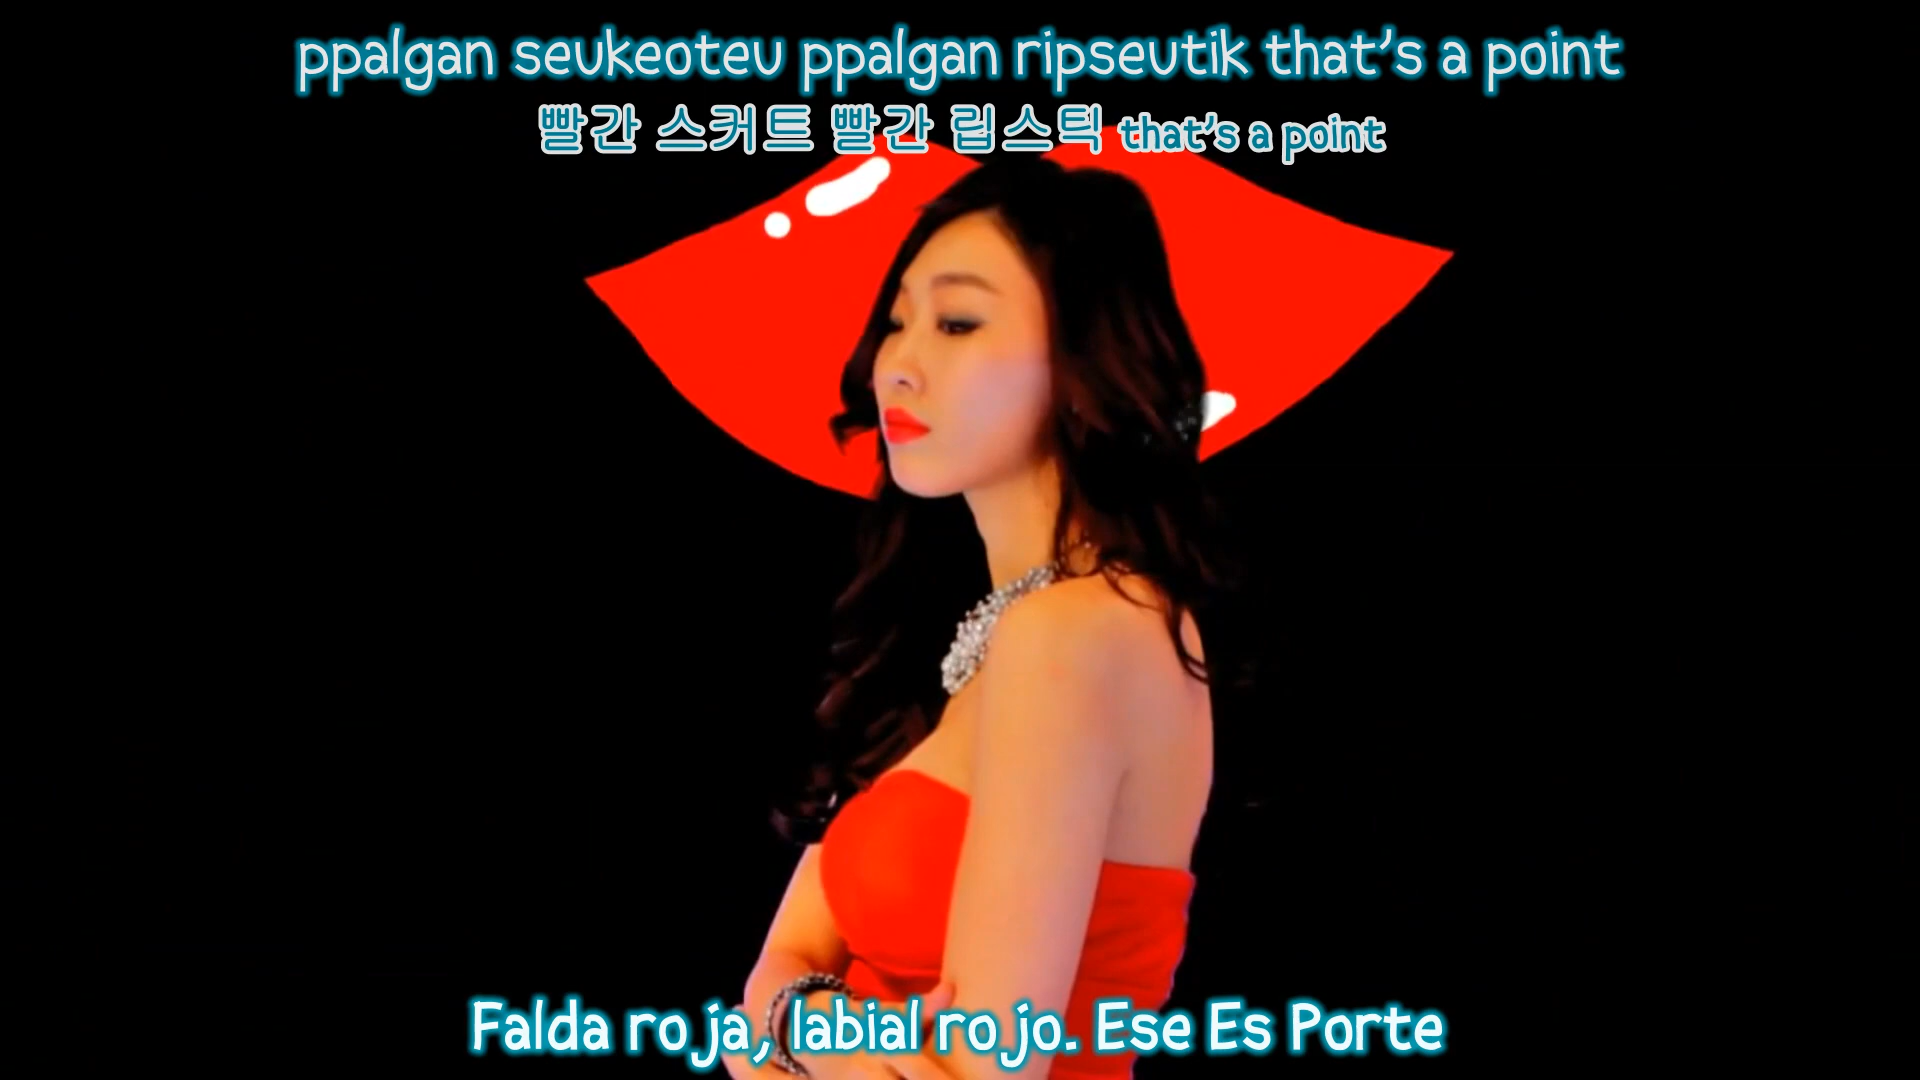 ppalgan seukeoteu ppalgan ripseutik that's a point
빨간 스커트 빨간 립스틱 that's a point
Falda roja, labial rojo. Ese Es Porte